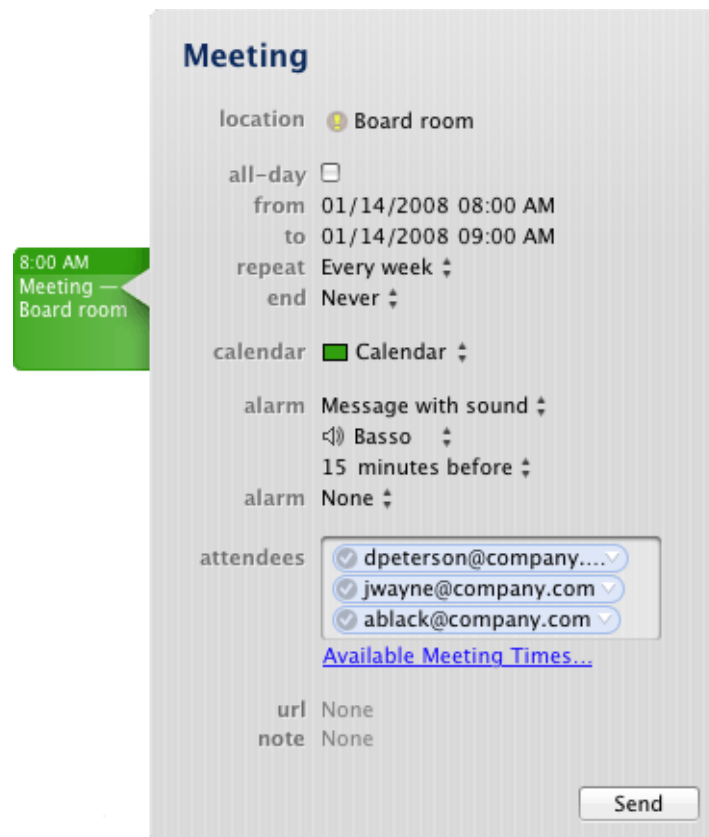 Meeting
location Board room
all-day
from 01/14/2008 08:00 AM
to 01/14/2008 09:00 AM
repeat Every week
end Never
calendar Calendar
alarm Message with sound
Basso
15 minutes before
alarm None
attendees dpeterson@company....
jwayne@company.com
ablack@company.com
Available Meeting Times...
url None
note None
Send
8:00 AM
Meeting —
Board room